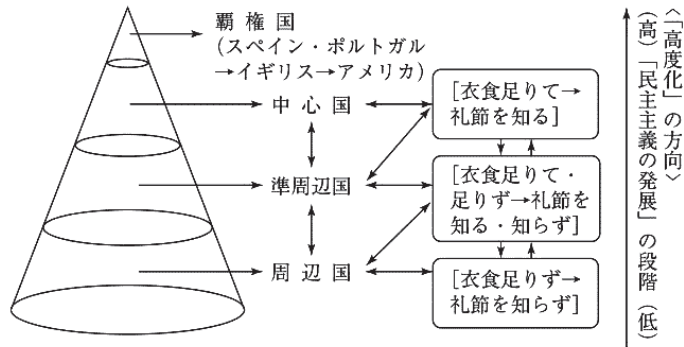 覇権国
(スペイン・ポルトガル
→イギリス→アメリカ)
中心国
準周辺国
周辺国
[衣食足りて→
礼節を知る]
[衣食足りて・
足りず→礼節を
知る・知らず]
[衣食足りず→
礼節を知らず]
〈「高度化」の方向〉
(高)「民主主義の発展」の段階(低)